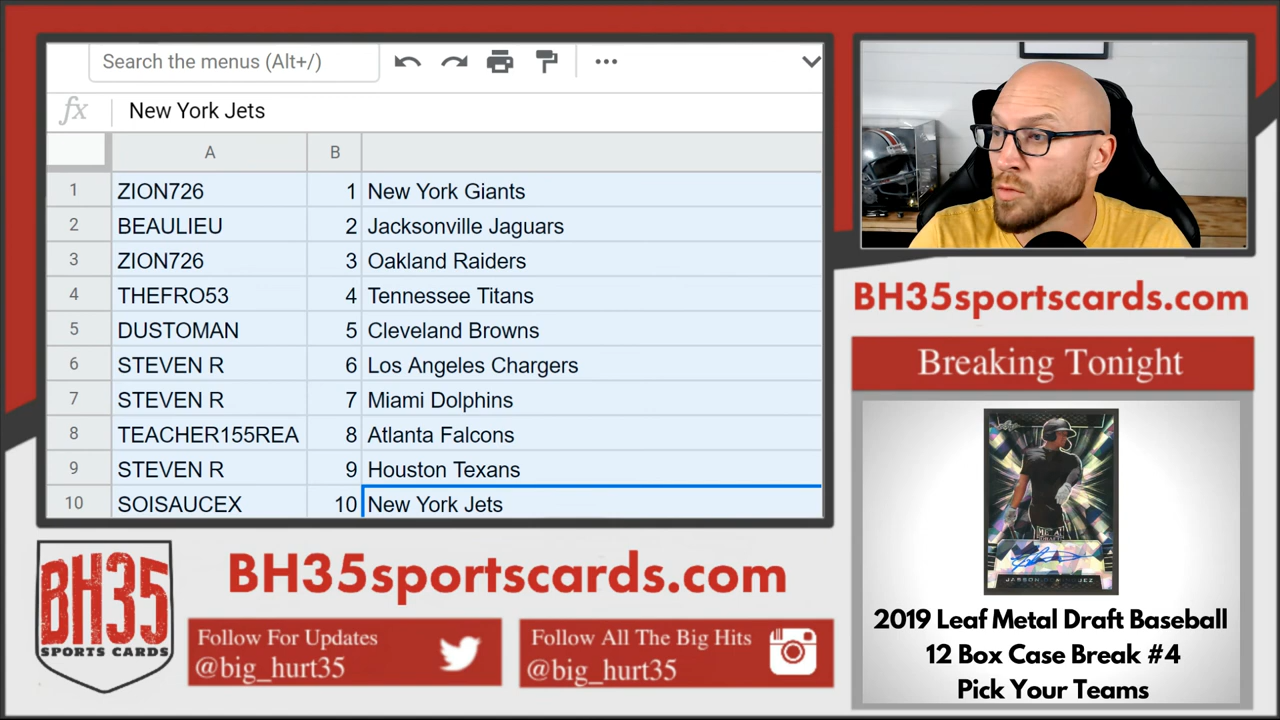 Search the menus (Alt+/)
fx New York Jets
A B
1 ZION726 1 New York Giants
2 BEAULIEU 2 Jacksonville Jaguars
3 ZION726 3 Oakland Raiders
4 THEFRO53 4 Tennessee Titans
5 DUSTOMAN 5 Cleveland Browns
6 STEVEN R 6 Los Angeles Chargers
7 STEVEN R 7 Miami Dolphins
8 TEACHER155REA 8 Atlanta Falcons
9 STEVEN R 9 Houston Texans
10 SOISAUCEX 10 New York Jets
BH35sportscards.com
Breaking Tonight
2019 Leaf Metal Draft Baseball
12 Box Case Break #4
Pick Your Teams
BH35
SPORTS CARDS
BH35sportscards.com
Follow For Updates
@big_hurt35
Follow All The Big Hits
@big_hurt35